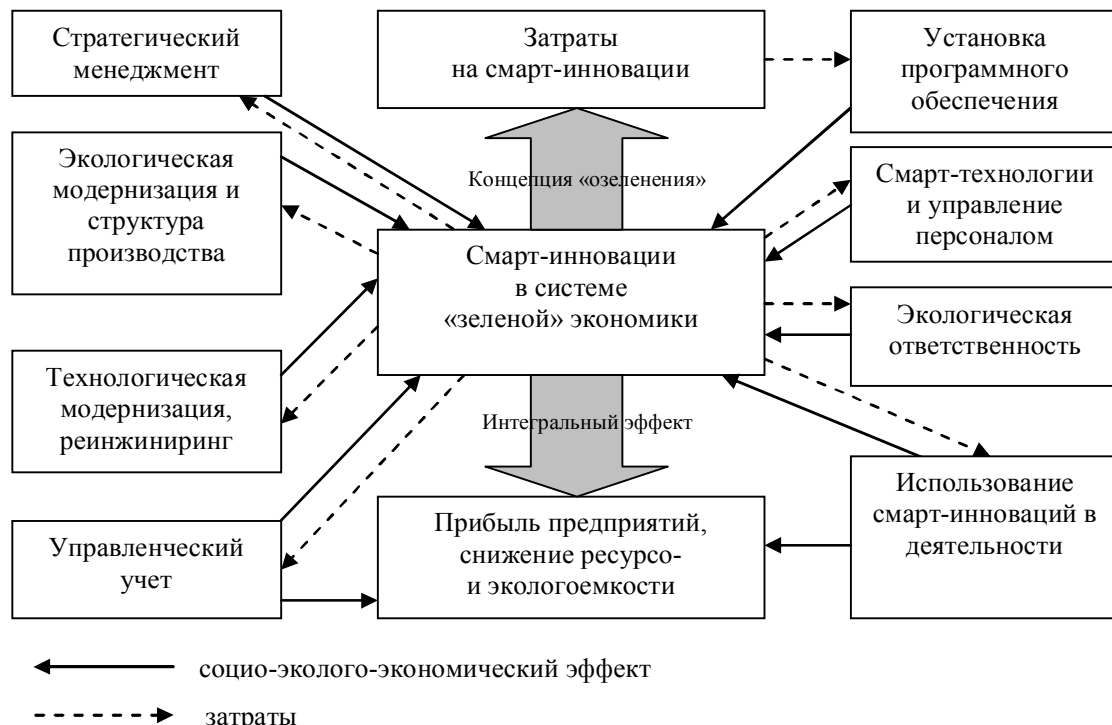 Стратегический
менеджмент
Затраты
на смарт-инновации
Установка
программного
обеспечения
Экологическая
модернизация и
структура
производства
Концепция «озеленения»
Смарт-технологии
и управление
персоналом
Смарт-инновации
в системе
«зеленой» экономики
Экологическая
ответственность
Технологическая
модернизация,
реинжиниринг
Интегральный эффект
Использование
смарт-инноваций в
деятельности
Управленческий
учет
Прибыль предприятий,
снижение ресурсо-
и экологоемкости
социо-эколого-экономический эффект
затраты